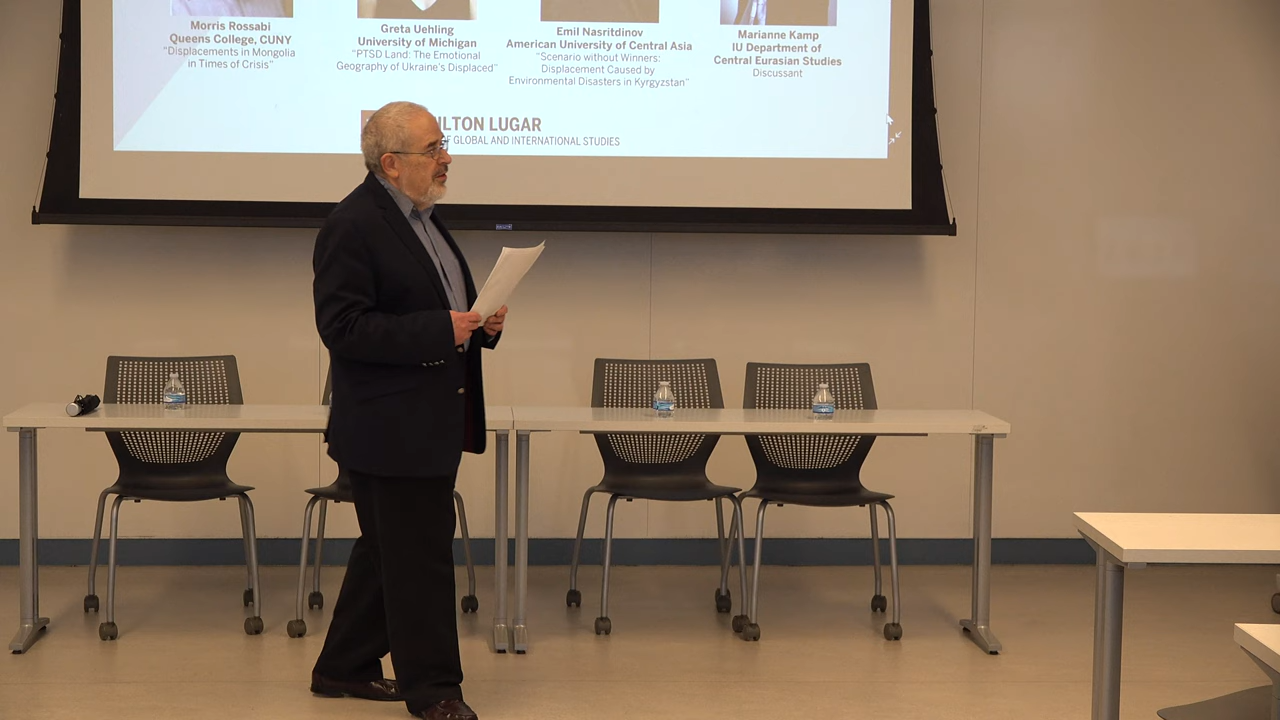 Morris Rossabi
Queens College, CUNY
"Displacements in Mongolia
in Times of Crisis"
Greta Uehling
University of Michigan
"PTSD Land: The Emotional
Geography of Ukraine's Displaced"
Emil Nasritdinov
American University of Central Asia
"Scenario without Winners:
Displacement Caused by
Environmental Disasters in Kyrgyzstan"
Marianne Kamp
IU Department of
Central Eurasian Studies
Discussant
LUGAR
GLOBAL AND INTERNATIONAL STUDIES